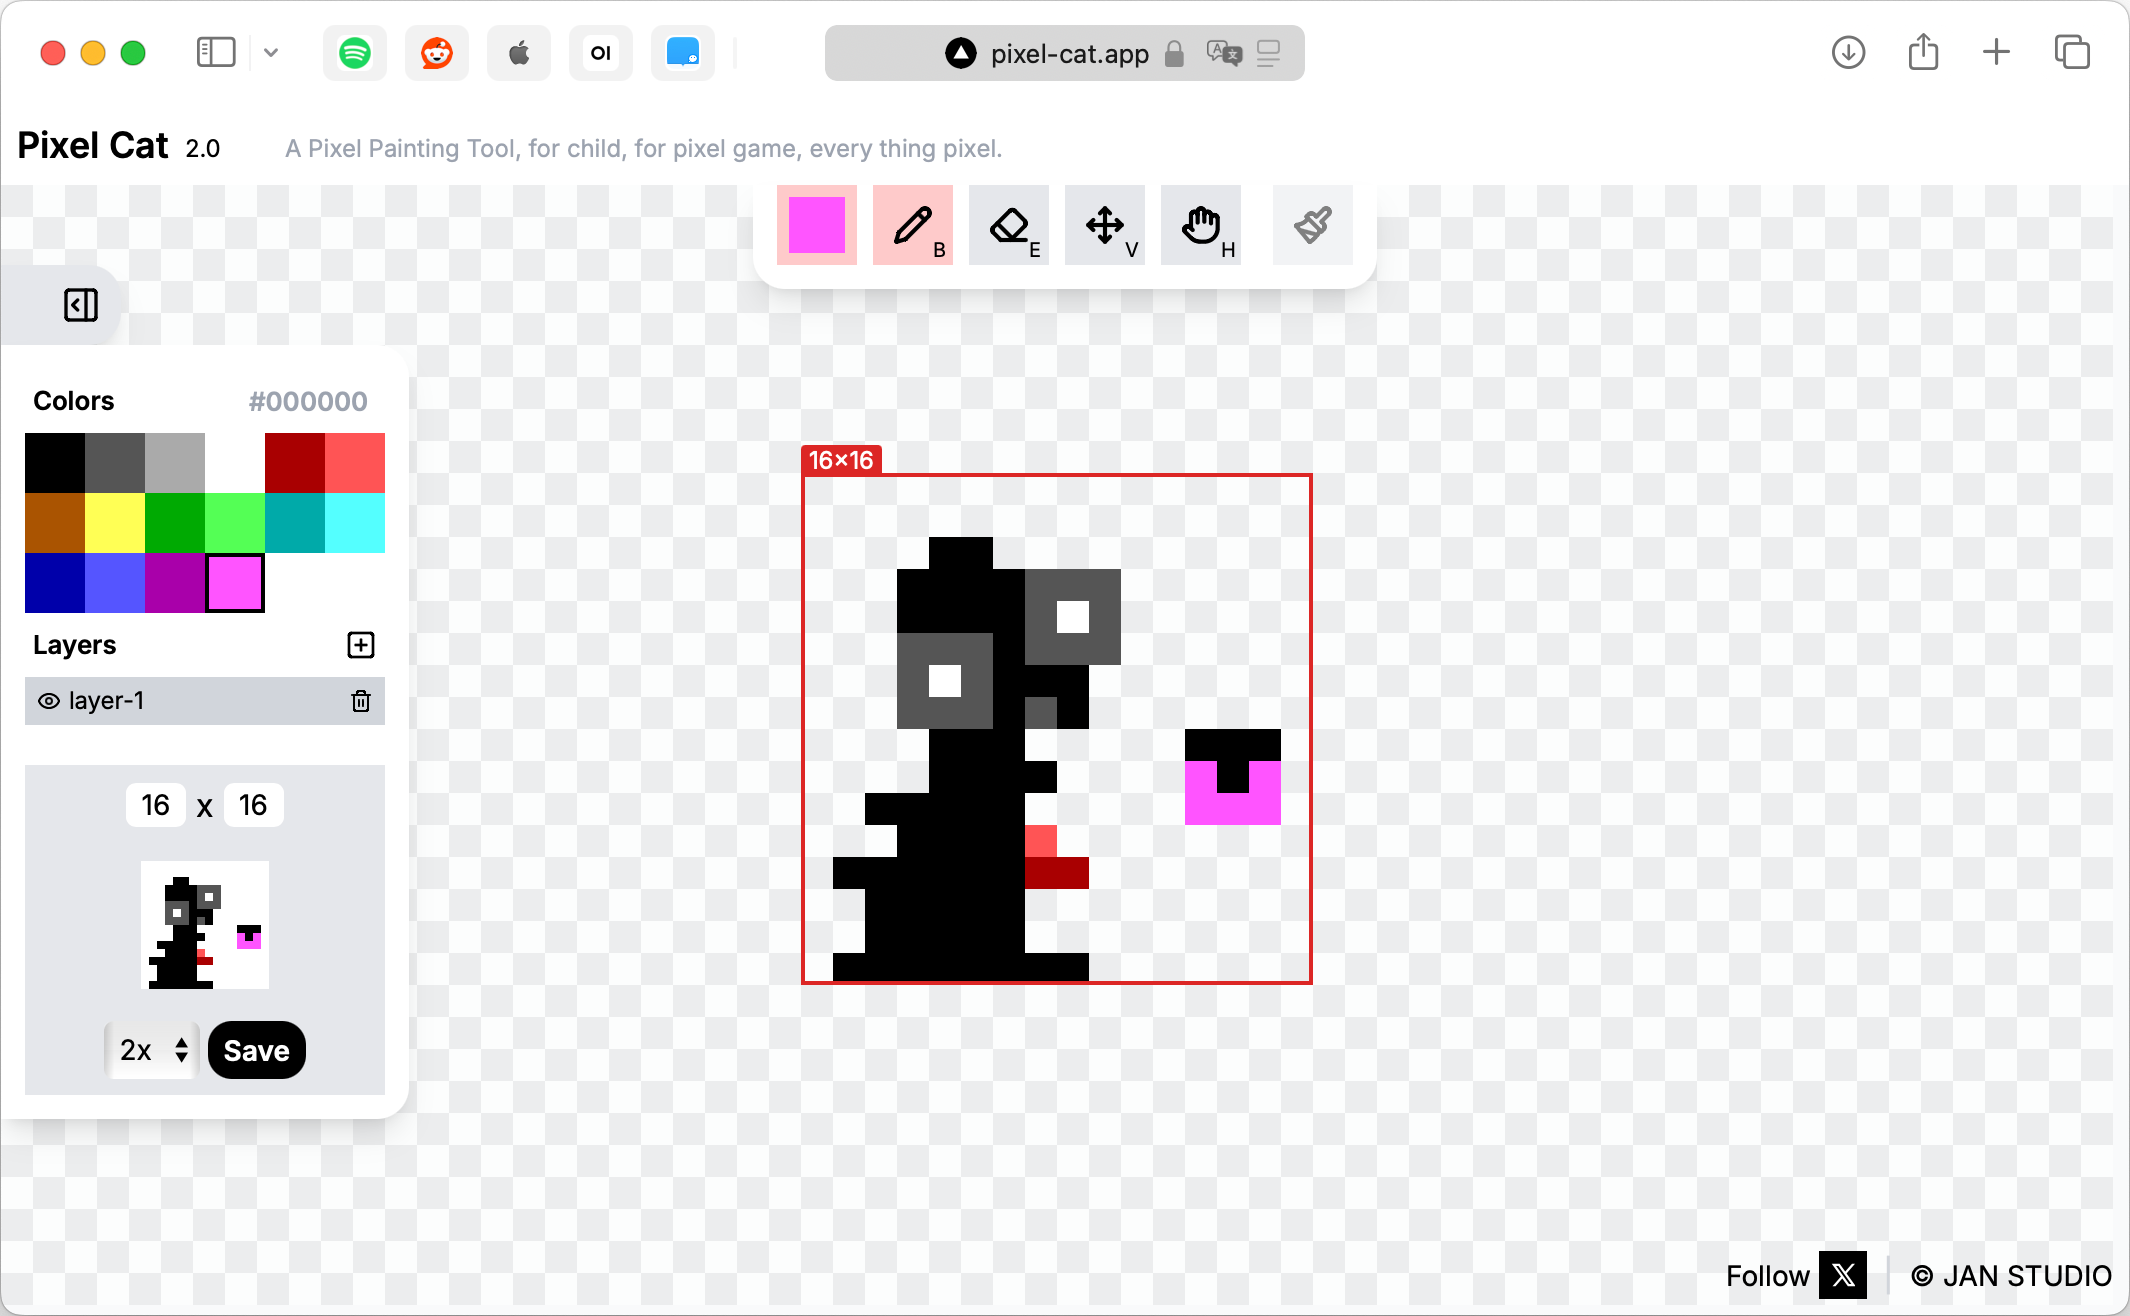 OI
pixel-cat.app
Pixel Cat 2.0
A Pixel Painting Tool, for child, for pixel game, every thing pixel.
B
E
V
H
Colors #000000
16×16
Layers
layer-1
16 x 16
2x Save
Follow X © JAN STUDIO